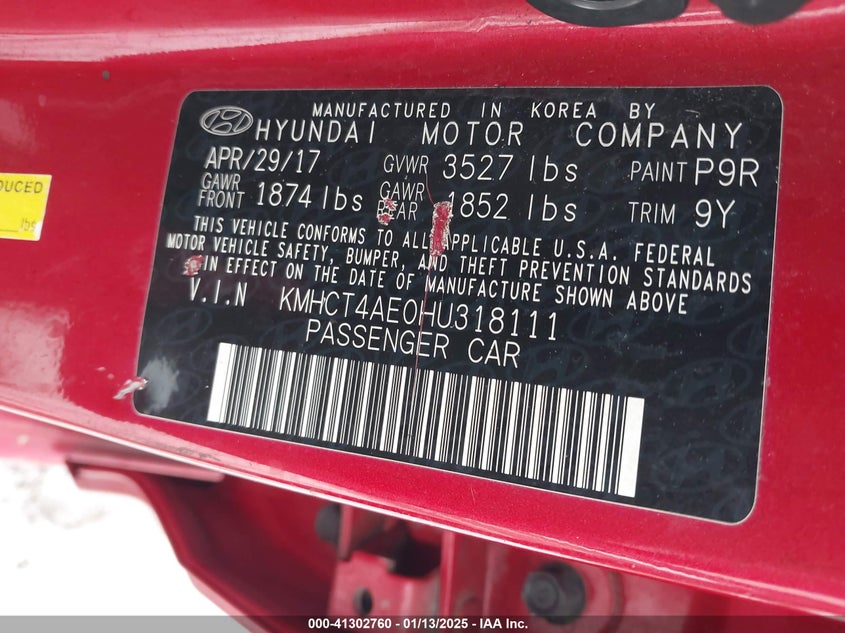 MANUFACTURED IN KOREA BY
HYUNDAI MOTOR COMPANY
APR/29/17 GVWR 3527 lbs PAINT P9R
GAWR FRONT 1874 lbs GAWR REAR 1852 lbs TRIM 9Y
THIS VEHICLE CONFORMS TO ALL APPLICABLE U.S.A. FEDERAL
MOTOR VEHICLE SAFETY, BUMPER, AND THEFT PREVENTION STANDARDS
IN EFFECT ON THE DATE OF MANUFACTURE SHOWN ABOVE
V.I.N KMHCT4AE0HU318111
PASSENGER CAR
DUCED
lbs
000-41302760 - 01/13/2025 - IAA Inc.